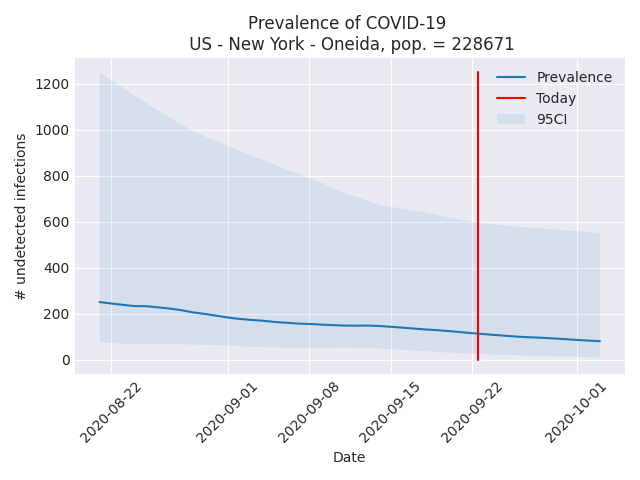 Prevalence of COVID-19
US - New York - Oneida, pop. = 228671
Prevalence
Today
95CI
# undetected infections
1200
1000
800
600
400
200
0
2020-08-22
2020-09-01
2020-09-08
2020-09-15
2020-09-22
2020-10-01
Date